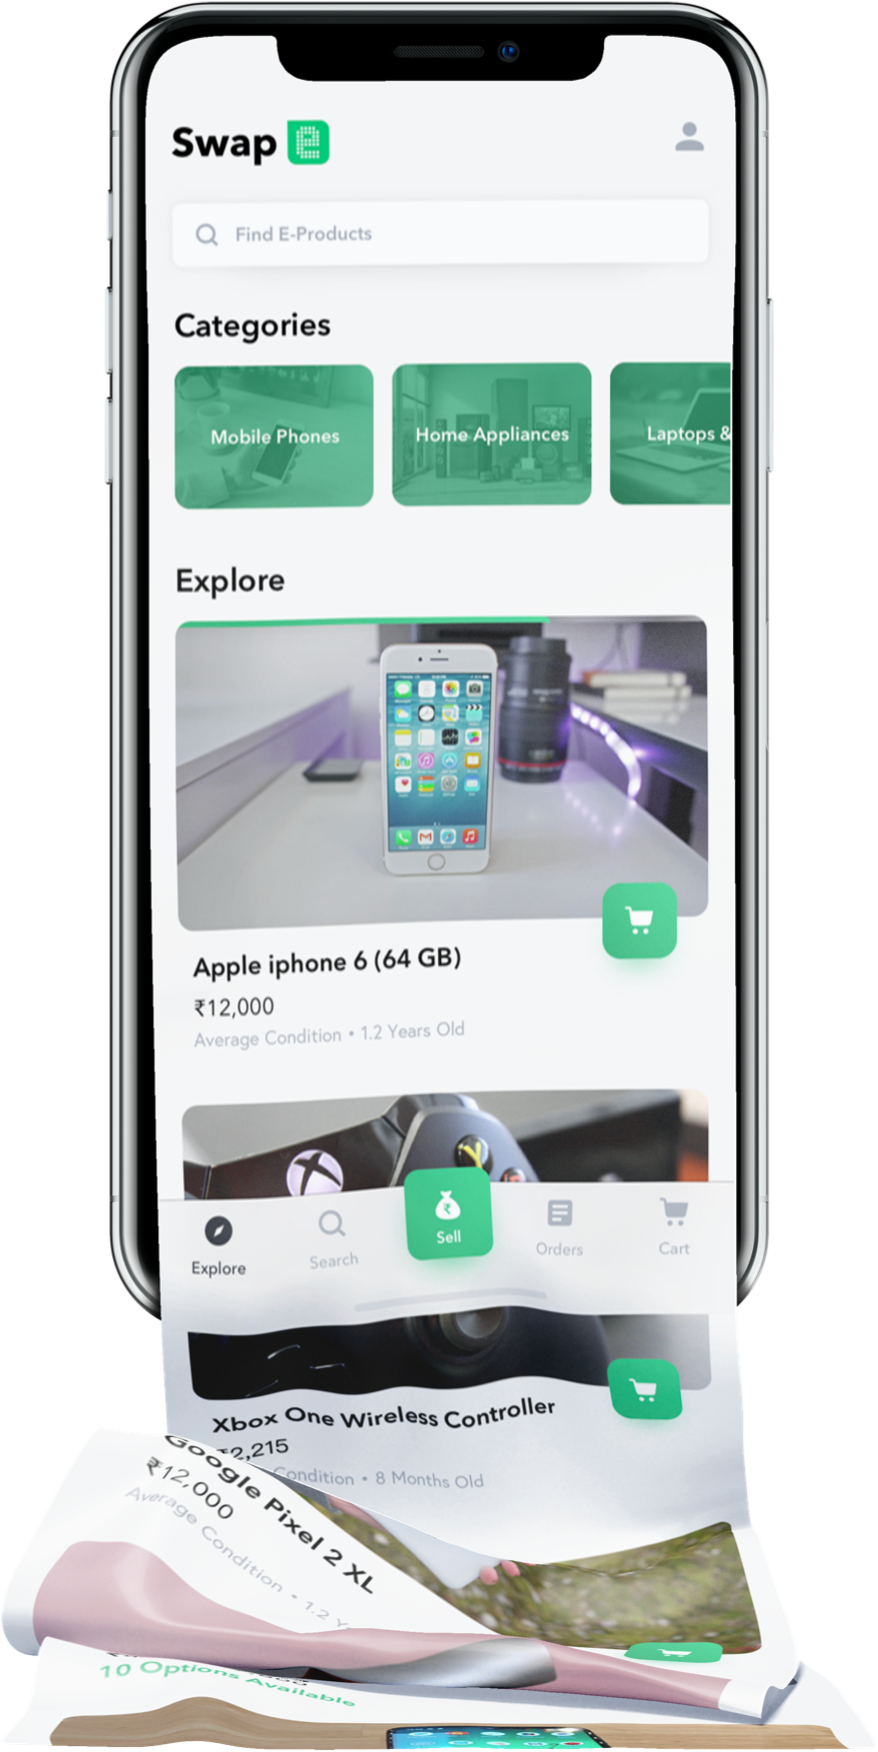 Swap e
Find E-Products
Categories
Mobile Phones
Home Appliances
Laptops &
Explore
Apple iphone 6 (64 GB)
₹12,000
Average Condition • 1.2 Years Old
Explore
Search
Sell
Orders
Cart
Xbox One Wireless Controller
₹2,215
Condition • 8 Months Old
Google Pixel 2 XL
₹12,000
Average Condition • 1.2
10 Options Available